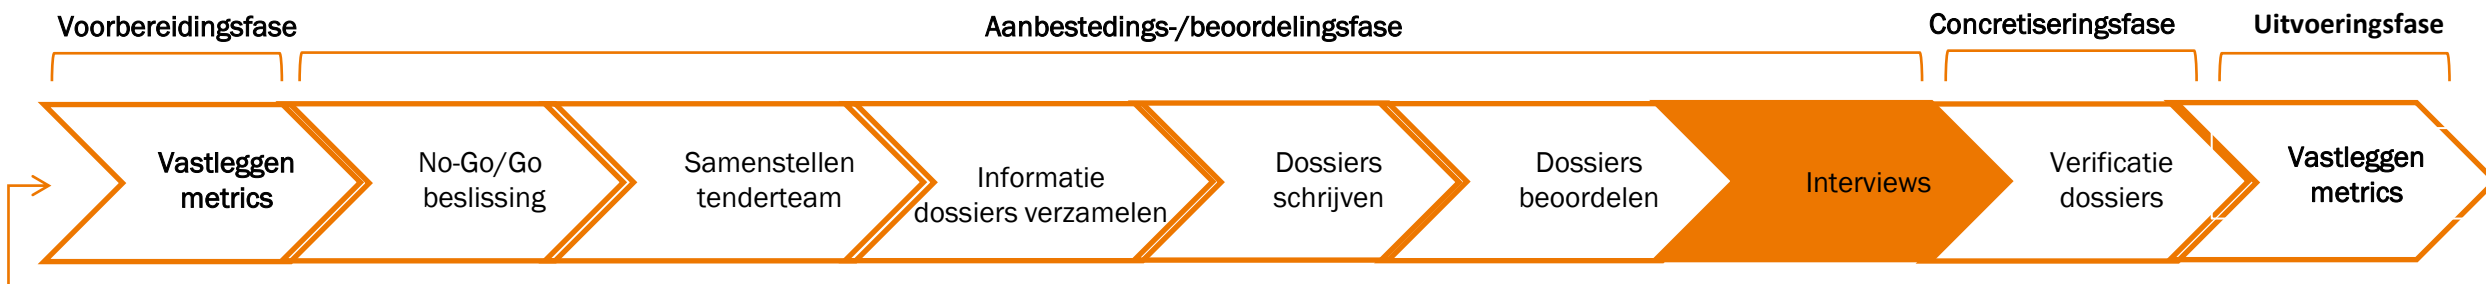 Voorbereidingsfase
Aanbestedings-/beoordelingsfase
Concretiseringsfase
Uitvoeringsfase
Vastleggen
metrics
No-Go/Go
beslissing
Samenstellen
tenderteam
Informatie
dossiers verzamelen
Dossiers
schrijven
Dossiers
beoordelen
Interviews
Verificatie
dossiers
Vastleggen
metrics